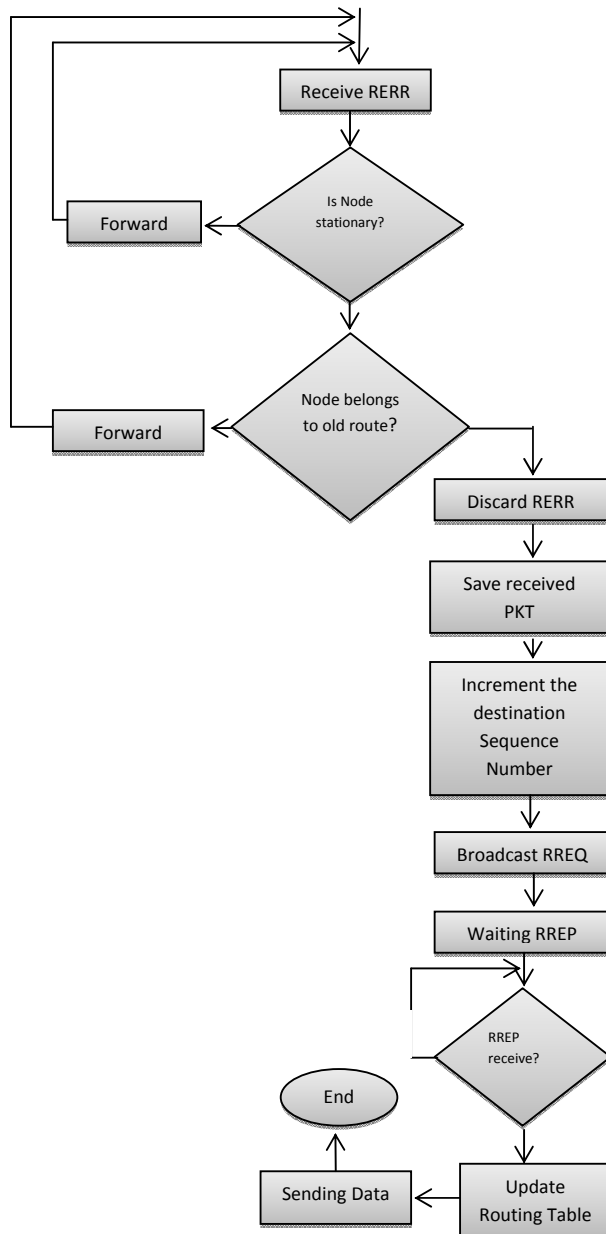 Receive RERR
Is Node
stationary?
Forward
Node belongs
to old route?
Forward
Discard RERR
Save received
PKT
Increment the
destination
Sequence
Number
Broadcast RREQ
Waiting RREP
RREP
receive?
End
Sending Data
Update
Routing Table